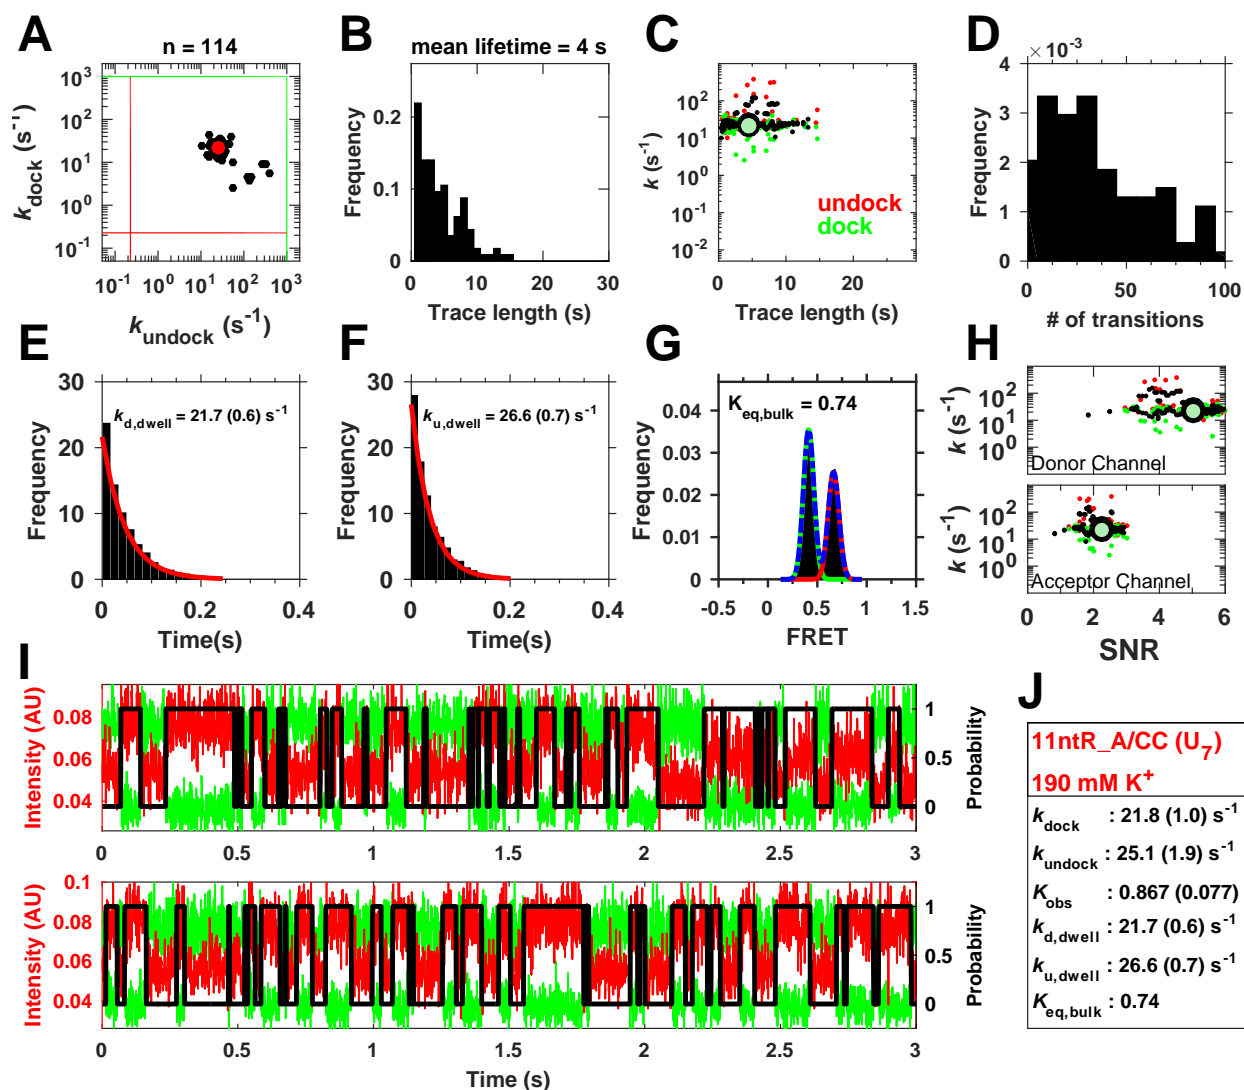 A
n = 114
k_dock (s⁻¹)
10³
10²
10¹
10⁰
10⁻¹
10⁻¹ 10⁰ 10¹ 10² 10³
k_undock (s⁻¹)
B
mean lifetime = 4 s
Frequency
0.2
0.1
0
0 10 20 30
Trace length (s)
C
k (s⁻¹)
10²
10¹
10⁰
10⁻¹
10⁻²
undock
dock
0 10 20
Trace length (s)
D
×10⁻³
Frequency
4
3
2
1
0
0 50 100
# of transitions
E
Frequency
30
20
10
0
k_d,dwell = 21.7 (0.6) s⁻¹
0 0.2 0.4
Time(s)
F
Frequency
30
20
10
0
k_u,dwell = 26.6 (0.7) s⁻¹
0 0.2 0.4
Time(s)
G
K_eq,bulk = 0.74
Frequency
0.04
0.03
0.02
0.01
0
-0.5 0 0.5 1 1.5
FRET
H
k (s⁻¹)
10²
10¹
10⁰
Donor Channel
k (s⁻¹)
10²
10¹
10⁰
Acceptor Channel
0 2 4 6
SNR
I
Intensity (AU)
0.08
0.06
0.04
1
0.5
0
Probability
0 0.5 1 1.5 2 2.5 3
Intensity (AU)
0.1
0.08
0.06
0.04
1
0.5
0
Probability
0 0.5 1 1.5 2 2.5 3
Time (s)
J
11ntR_A/CC (U₇)
190 mM K⁺
k_dock : 21.8 (1.0) s⁻¹
k_undock : 25.1 (1.9) s⁻¹
K_obs : 0.867 (0.077)
k_d,dwell : 21.7 (0.6) s⁻¹
k_u,dwell : 26.6 (0.7) s⁻¹
K_eq,bulk : 0.74